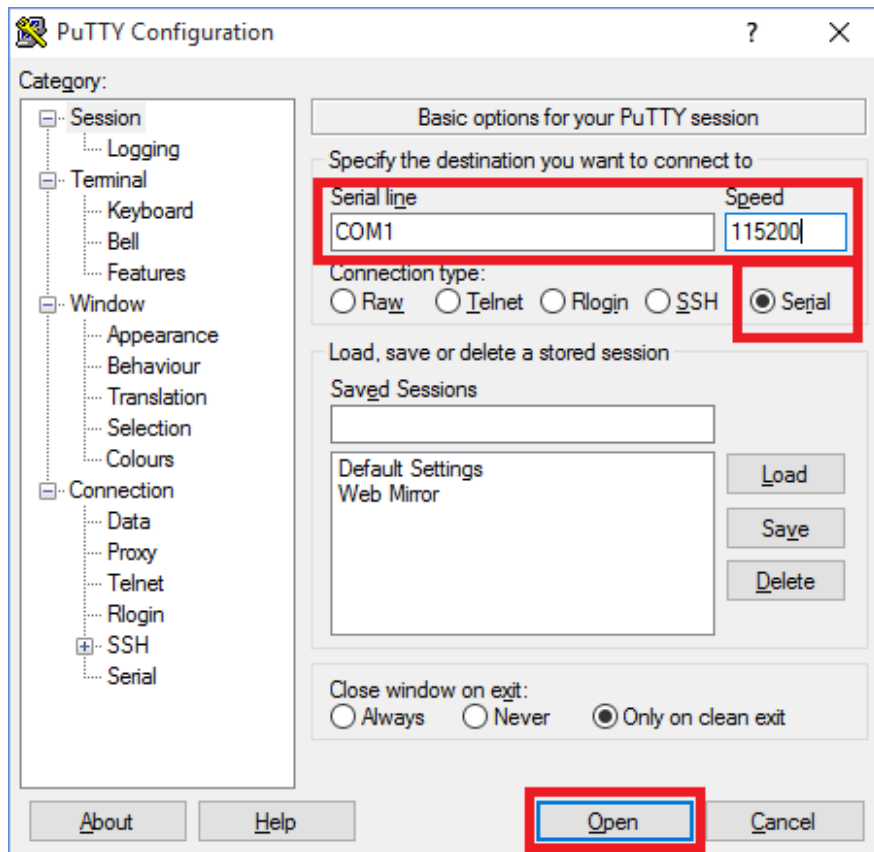 PuTTY Configuration
?
Category:
Session
Logging
Terminal
Keyboard
Bell
Features
Window
Appearance
Behaviour
Translation
Selection
Colours
Connection
Data
Proxy
Telnet
Rlogin
SSH
Serial
Basic options for your PuTTY session
Specify the destination you want to connect to
Serial line Speed
COM1 115200
Connection type:
Raw Telnet Rlogin SSH Serial
Load, save or delete a stored session
Saved Sessions
Default Settings
Web Mirror
Load
Save
Delete
Close window on exit:
Always Never Only on clean exit
About Help Open Cancel